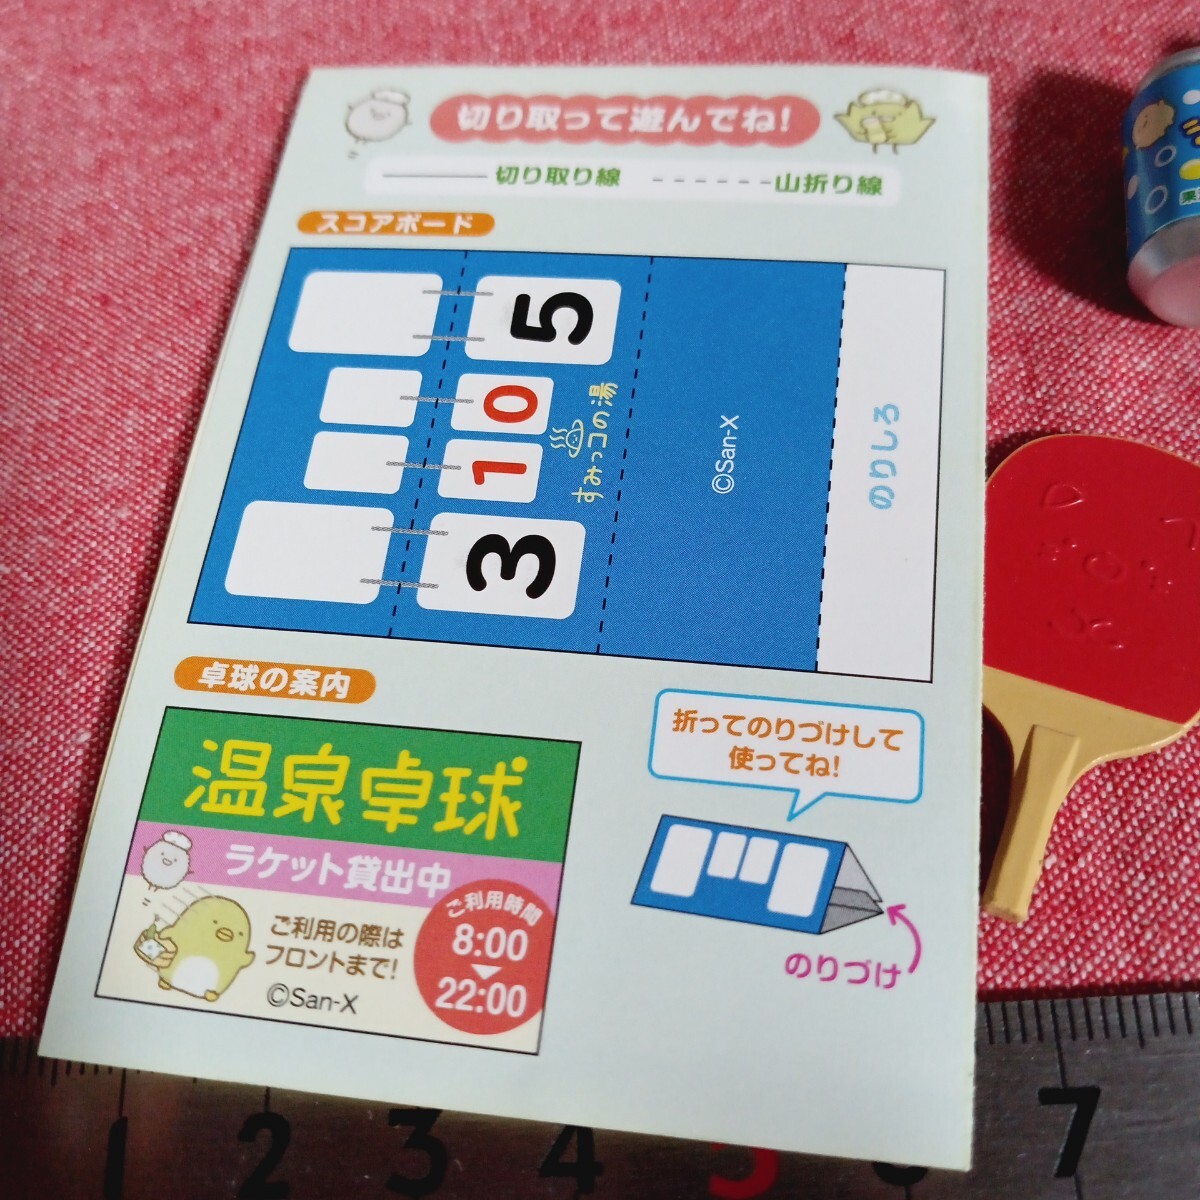 切り取って遊んでね!
切り取り線
山折り線
スコアボード
5
0
1
3
すみっコの湯
©San-X
のりしろ
卓球の案内
温泉卓球
ラケット貸出中
ご利用の際は
フロントまで!
©San-X
ご利用時間
8:00
22:00
折ってのりづけして
使ってね!
のりづけ
1 2 3 4 5 6 7